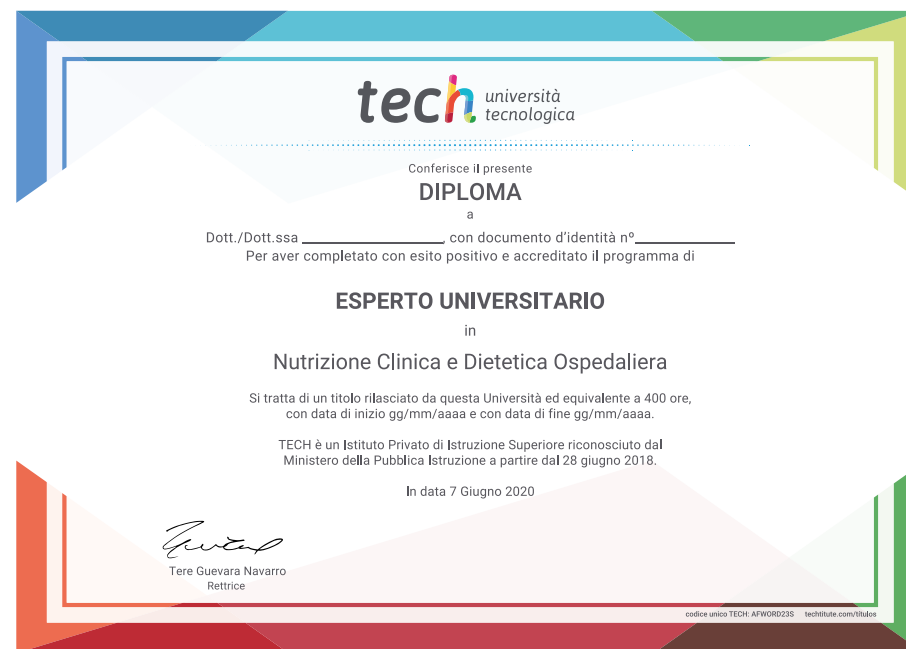 tech università
tecnologica
Conferisce il presente
DIPLOMA
a
Dott./Dott.ssa ____________________, con documento d'identità nº______________
Per aver completato con esito positivo e accreditato il programma di
ESPERTO UNIVERSITARIO
in
Nutrizione Clinica e Dietetica Ospedaliera
Si tratta di un titolo rilasciato da questa Università ed equivalente a 400 ore,
con data di inizio gg/mm/aaaa e con data di fine gg/mm/aaaa.
TECH è un Istituto Privato di Istruzione Superiore riconosciuto dal
Ministero della Pubblica Istruzione a partire dal 28 giugno 2018.
In data 7 Giugno 2020
Tere Guevara Navarro
Rettrice
codice unico TECH: AFWORD23S techtitute.com/titulos